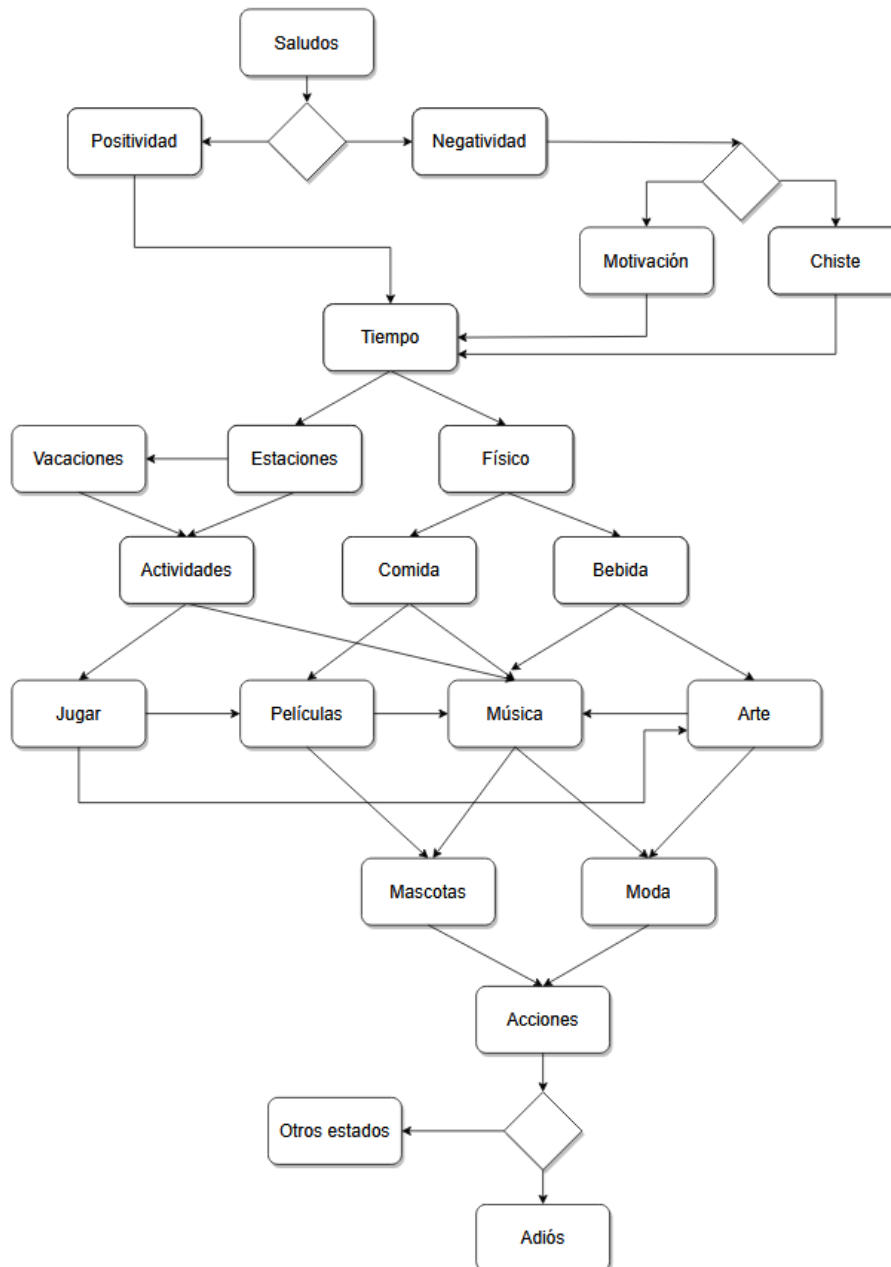 Saludos
Positividad
Negatividad
Motivación
Chiste
Tiempo
Vacaciones
Estaciones
Físico
Actividades
Comida
Bebida
Jugar
Películas
Música
Arte
Mascotas
Moda
Acciones
Otros estados
Adiós